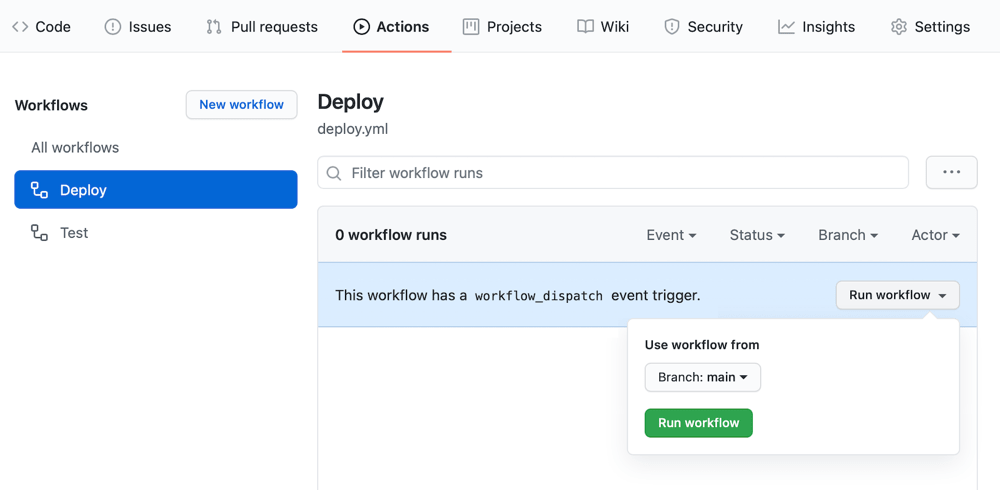 Code Issues Pull requests Actions Projects Wiki Security Insights Settings
Workflows
New workflow
All workflows
Deploy
Test
Deploy
deploy.yml
Filter workflow runs
0 workflow runs Event Status Branch Actor
This workflow has a workflow_dispatch event trigger.
Run workflow
Use workflow from
Branch: main
Run workflow